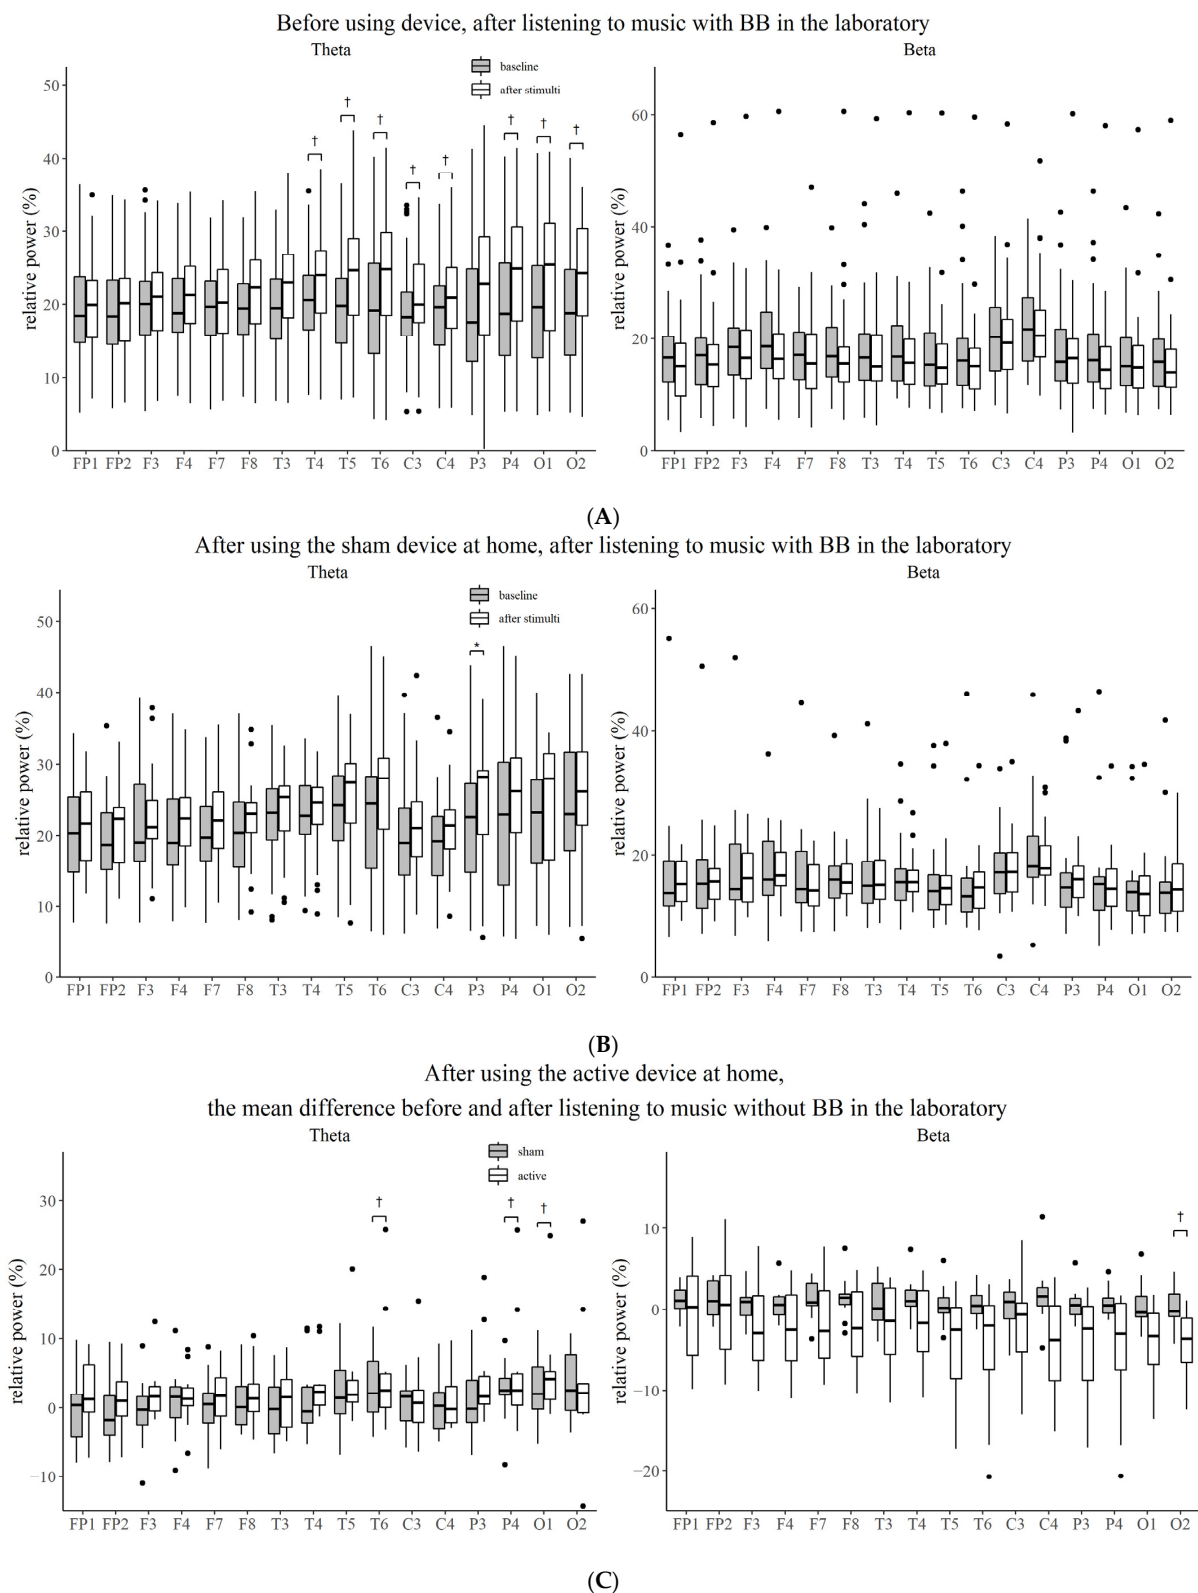 Before using device, after listening to music with BB in the laboratory
Theta
baseline
after stimulti
relative power (%)
50
40
30
20
10
0
† † † † † † † †
FP1 FP2 F3 F4 F7 F8 T3 T4 T5 T6 C3 C4 P3 P4 O1 O2
Beta
relative power (%)
60
40
20
0
FP1 FP2 F3 F4 F7 F8 T3 T4 T5 T6 C3 C4 P3 P4 O1 O2
(A)
After using the sham device at home, after listening to music with BB in the laboratory
Theta
baseline
after stimulti
relative power (%)
50
40
30
20
10
0
*
FP1 FP2 F3 F4 F7 F8 T3 T4 T5 T6 C3 C4 P3 P4 O1 O2
Beta
relative power (%)
60
40
20
0
FP1 FP2 F3 F4 F7 F8 T3 T4 T5 T6 C3 C4 P3 P4 O1 O2
(B)
After using the active device at home,
the mean difference before and after listening to music without BB in the laboratory
Theta
sham
active
relative power (%)
30
20
10
0
−10
† † †
FP1 FP2 F3 F4 F7 F8 T3 T4 T5 T6 C3 C4 P3 P4 O1 O2
Beta
relative power (%)
10
0
−10
−20
†
FP1 FP2 F3 F4 F7 F8 T3 T4 T5 T6 C3 C4 P3 P4 O1 O2
(C)